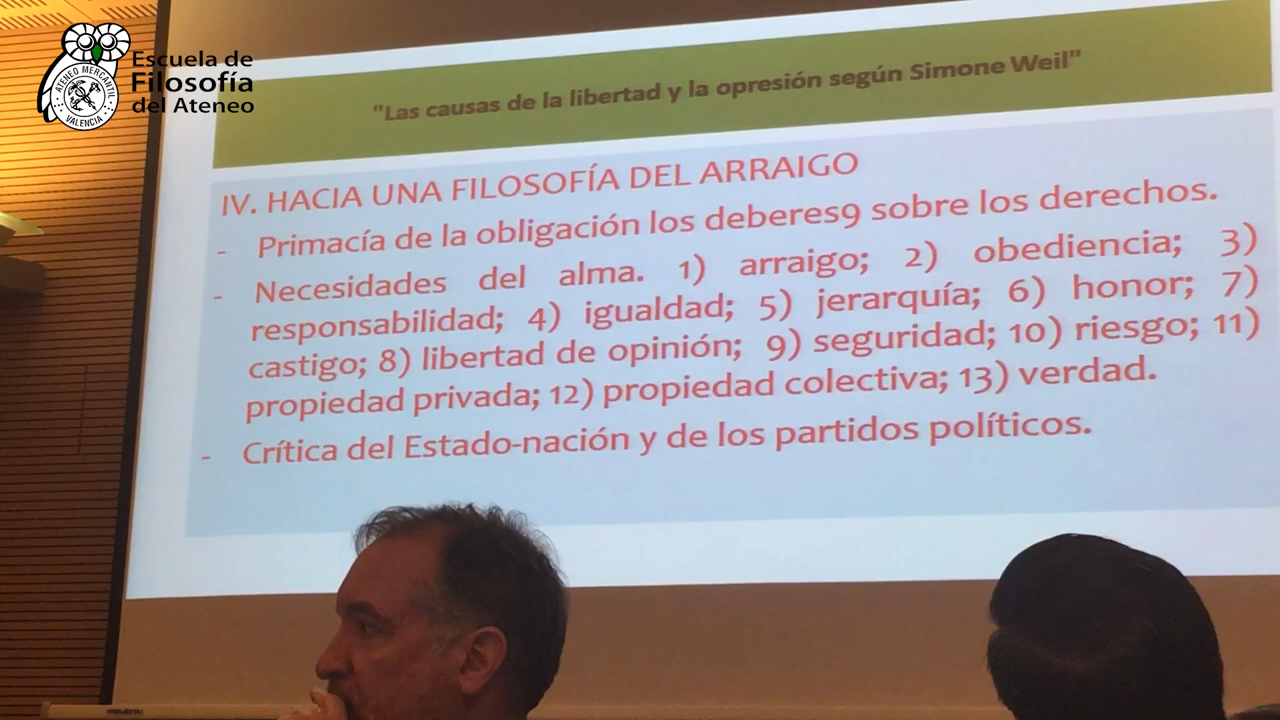 Escuela de
Filosofía
del Ateneo
ATENEO MERCANTIL
VALENCIA
"Las causas de la libertad y la opresión según Simone Weil"
IV. HACIA UNA FILOSOFÍA DEL ARRAIGO
- Primacía de la obligación los deberes9 sobre los derechos.
- Necesidades del alma. 1) arraigo; 2) obediencia; 3)
responsabilidad; 4) igualdad; 5) jerarquía; 6) honor; 7)
castigo; 8) libertad de opinión; 9) seguridad; 10) riesgo; 11)
propiedad privada; 12) propiedad colectiva; 13) verdad.
- Crítica del Estado-nación y de los partidos políticos.